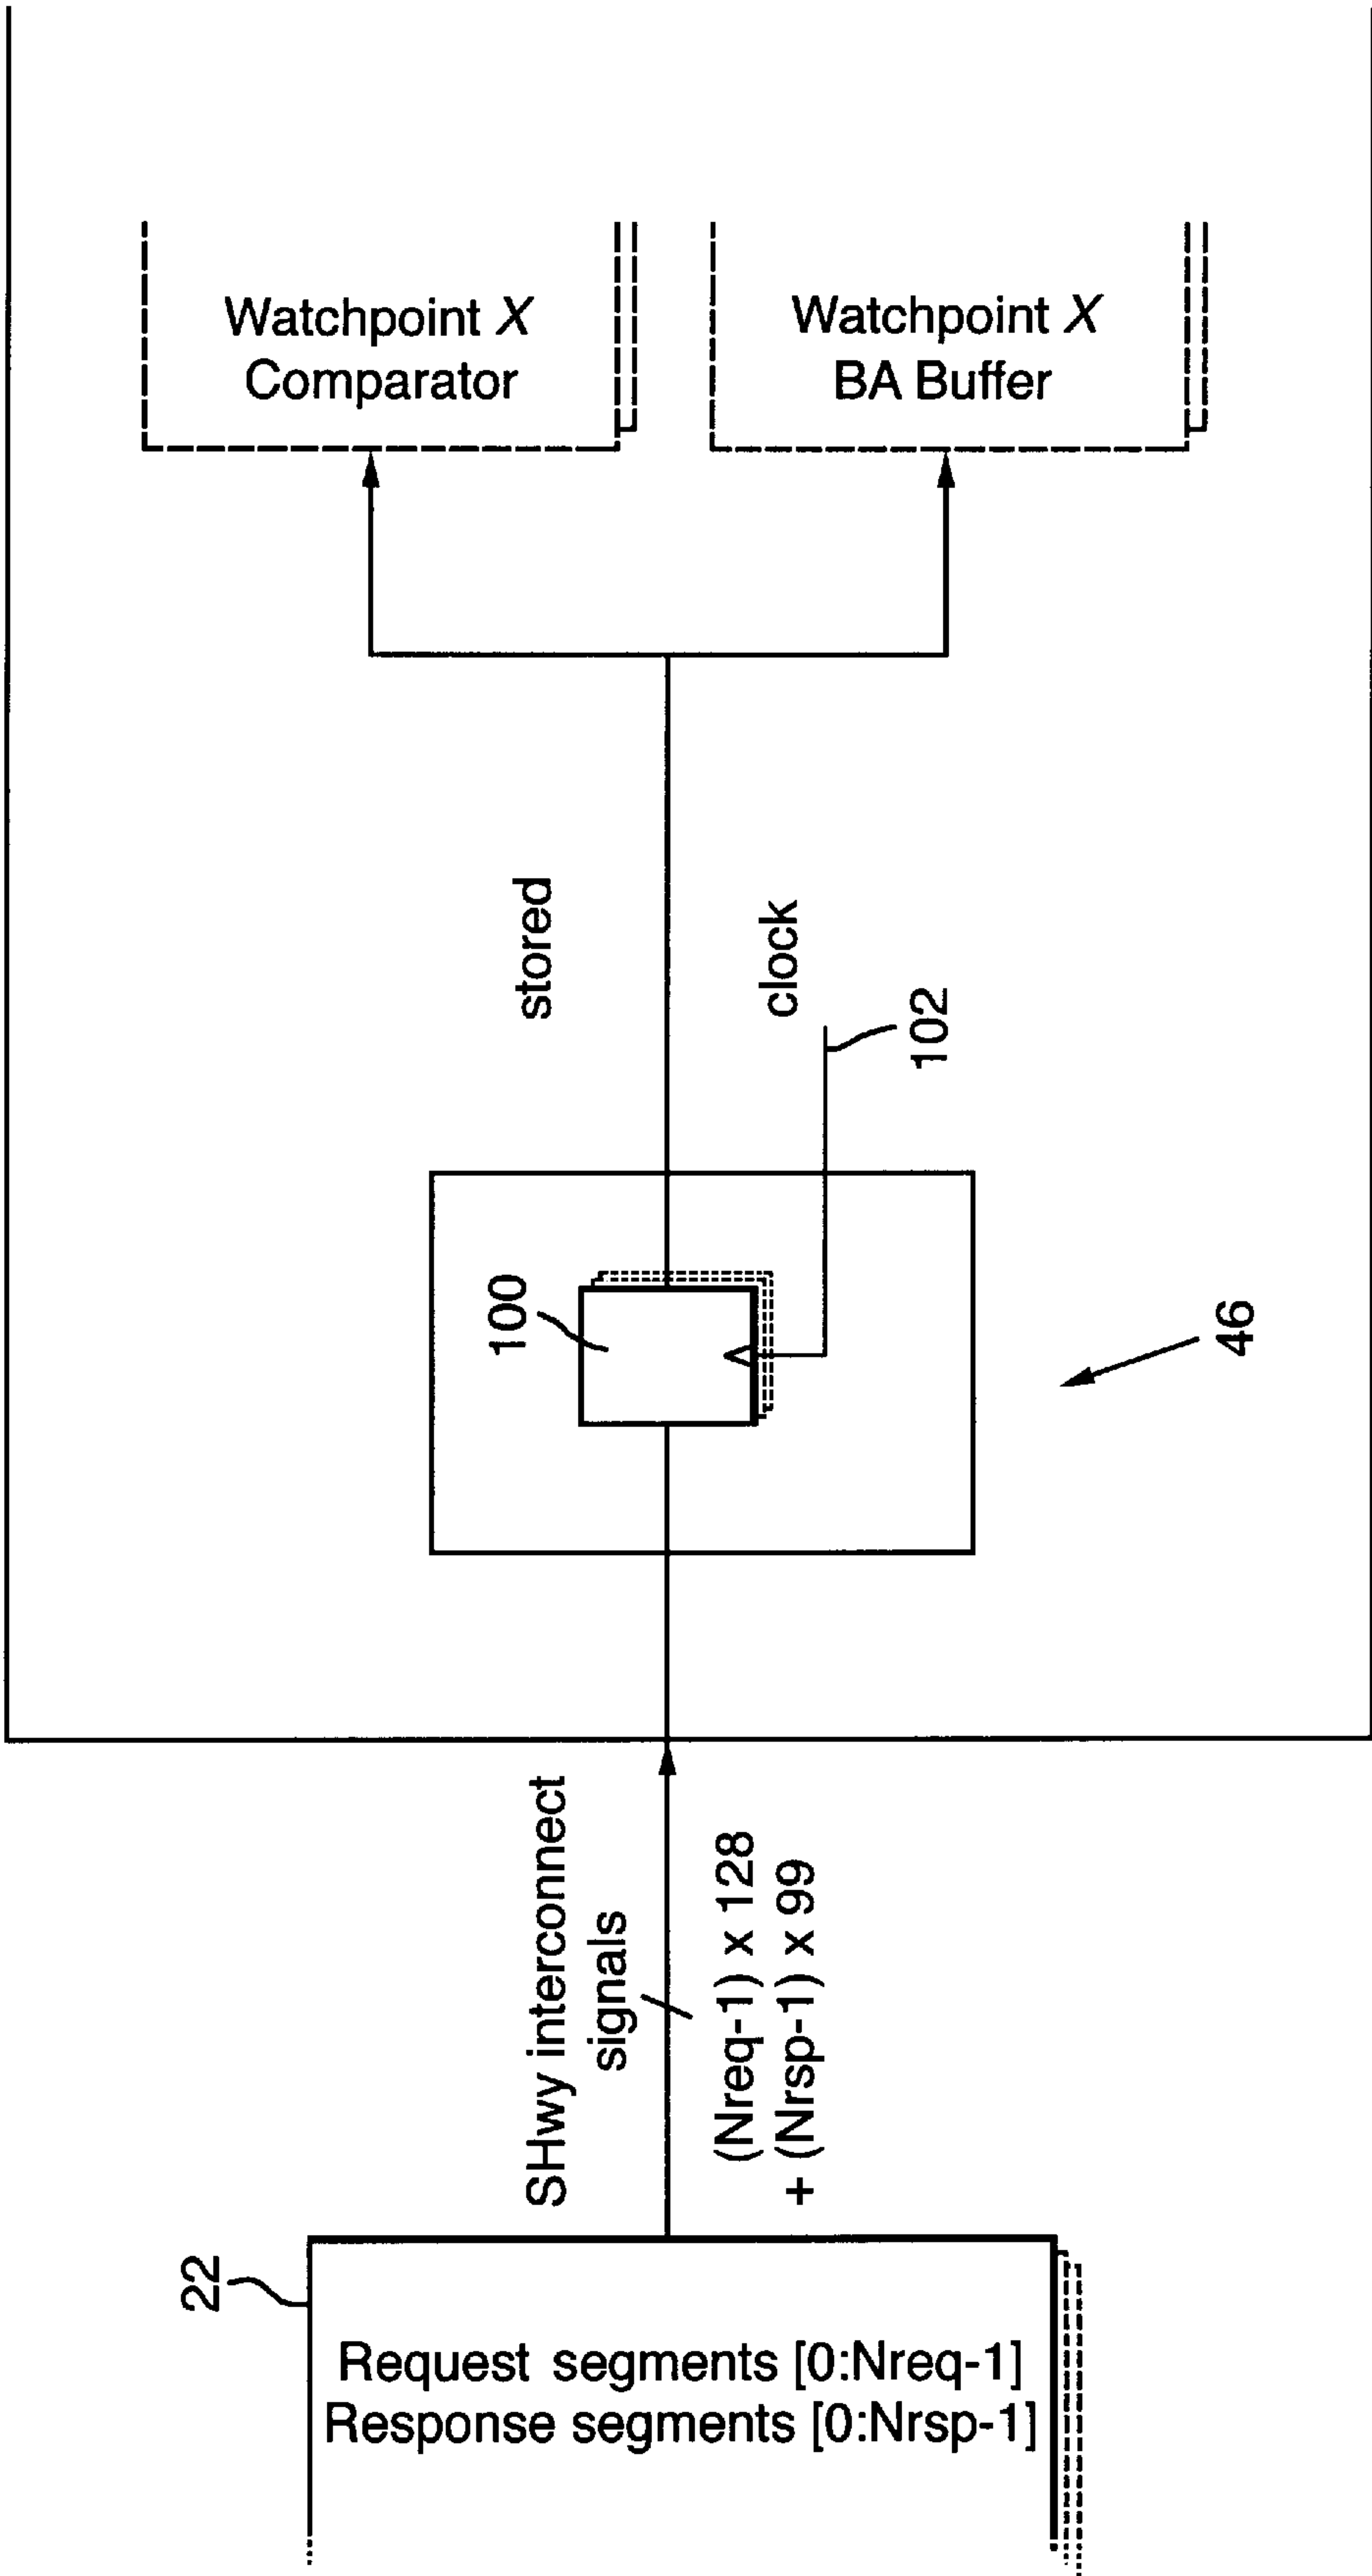 Watchpoint X
Comparator
Watchpoint X
BA Buffer
stored
clock
102
100
46
SHwy interconnect
signals
(Nreq-1) x 128
+ (Nrsp-1) x 99
22
Request segments [0:Nreq-1]
Response segments [0:Nrsp-1]